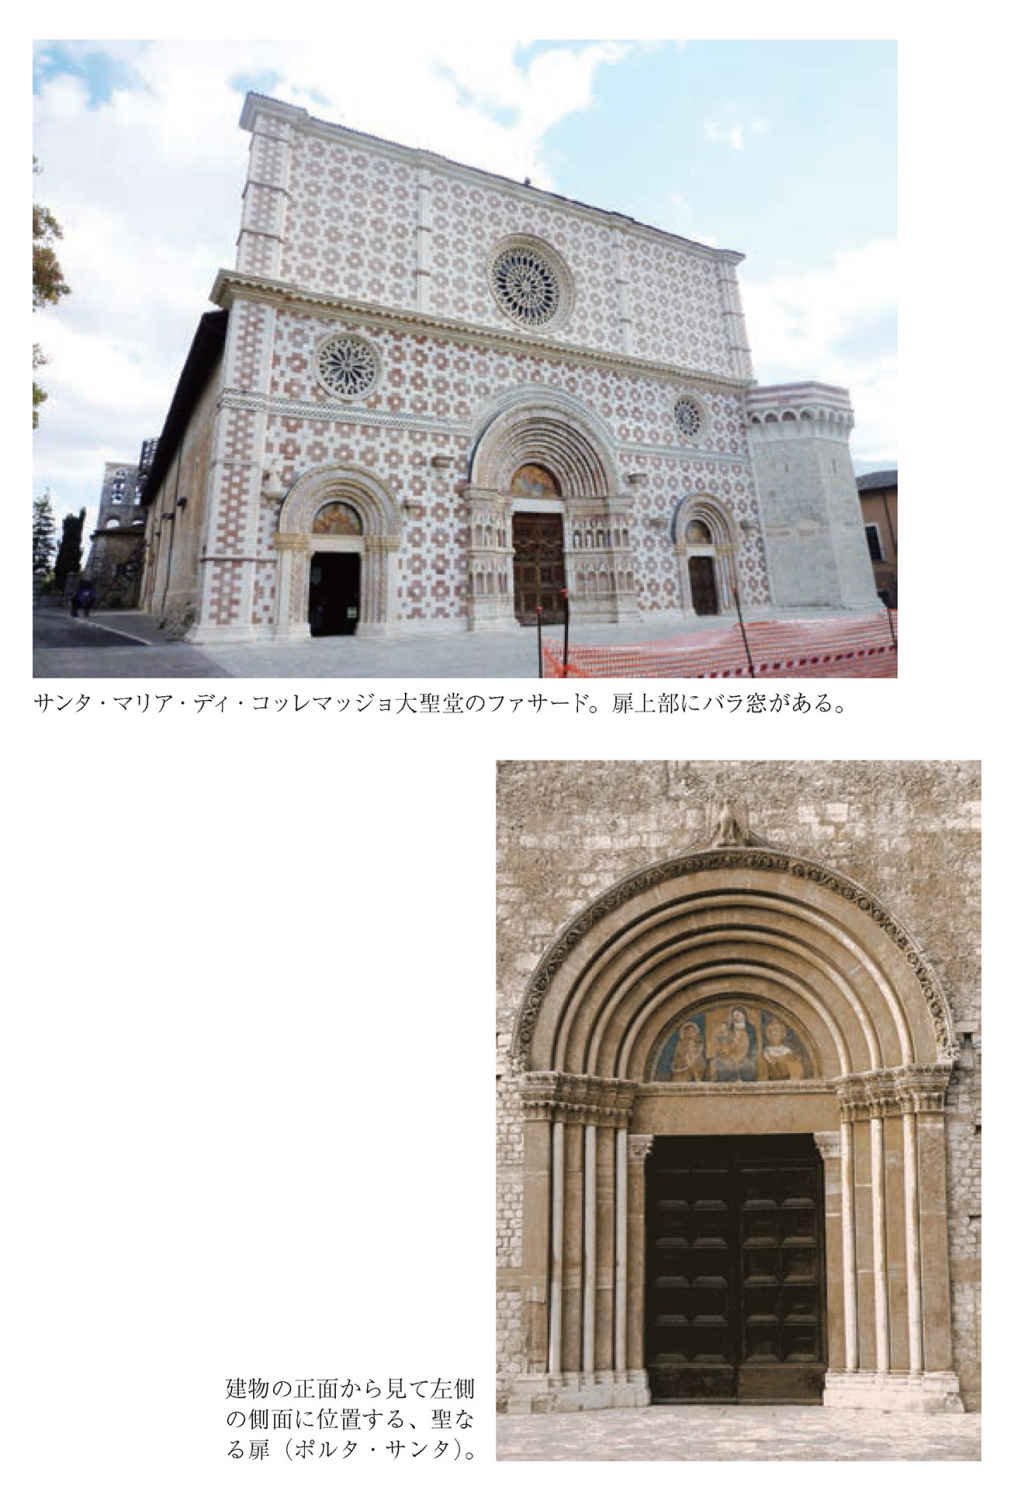 サンタ・マリア・ディ・コッレマッジョ大聖堂のファサード。扉上部にバラ窓がある。
建物の正面から見て左側
の側面に位置する、聖な
る扉（ポルタ・サンタ）。